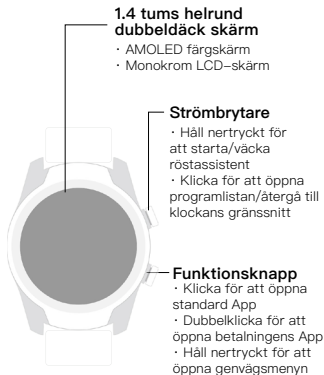 1.4 tums helrund
dubbeldäck skärm
· AMOLED färgskärm
· Monokrom LCD-skärm
Strömbrytare
· Håll nertryckt för
att starta/väcka
röstassistent
· Klicka för att öppna
programlistan/återgå till
klockans gränssnitt
Funktionsknapp
· Klicka för att öppna
standard App
· Dubbelklicka för att
öppna betalningens App
· Håll nertryckt för att
öppna genvägsmenyn